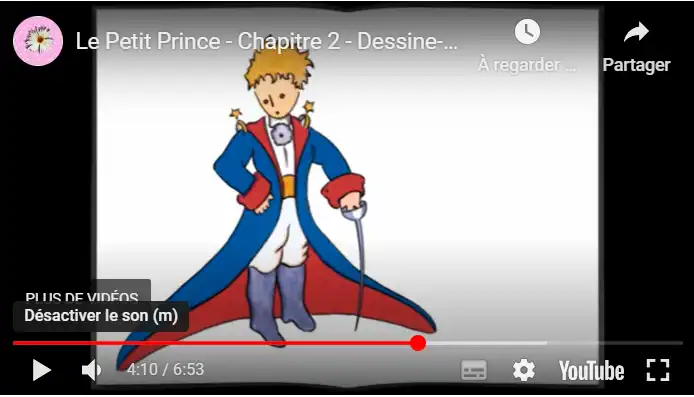 Le Petit Prince - Chapitre 2 - Dessine-...
À regarder ...
Partager
PLUS DE VIDÉOS
Désactiver le son (m)
4:10 / 6:53
YouTube